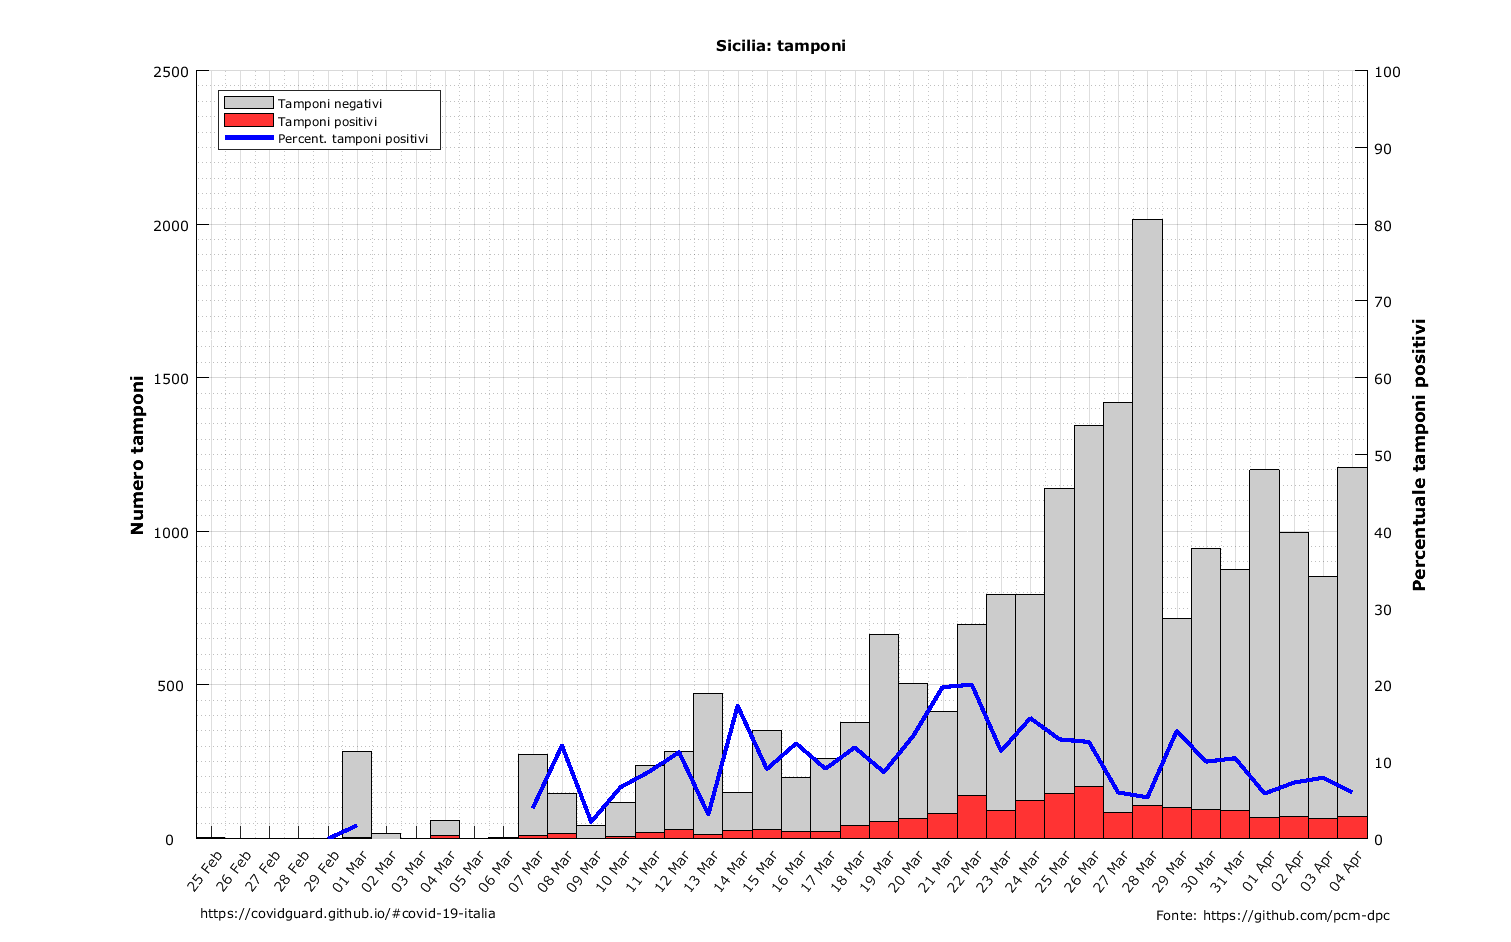 Sicilia: tamponi
Tamponi negativi
Tamponi positivi
Percent. tamponi positivi
Numero tamponi
2500
2000
1500
1000
500
0
100
90
80
70
60
50
40
30
20
10
0
Percentuale tamponi positivi
25 Feb
26 Feb
27 Feb
28 Feb
29 Feb
01 Mar
02 Mar
03 Mar
04 Mar
05 Mar
06 Mar
07 Mar
08 Mar
09 Mar
10 Mar
11 Mar
12 Mar
13 Mar
14 Mar
15 Mar
16 Mar
17 Mar
18 Mar
19 Mar
20 Mar
21 Mar
22 Mar
23 Mar
24 Mar
25 Mar
26 Mar
27 Mar
28 Mar
29 Mar
30 Mar
31 Mar
01 Apr
02 Apr
03 Apr
04 Apr
https://covidguard.github.io/#covid-19-italia
Fonte: https://github.com/pcm-dpc